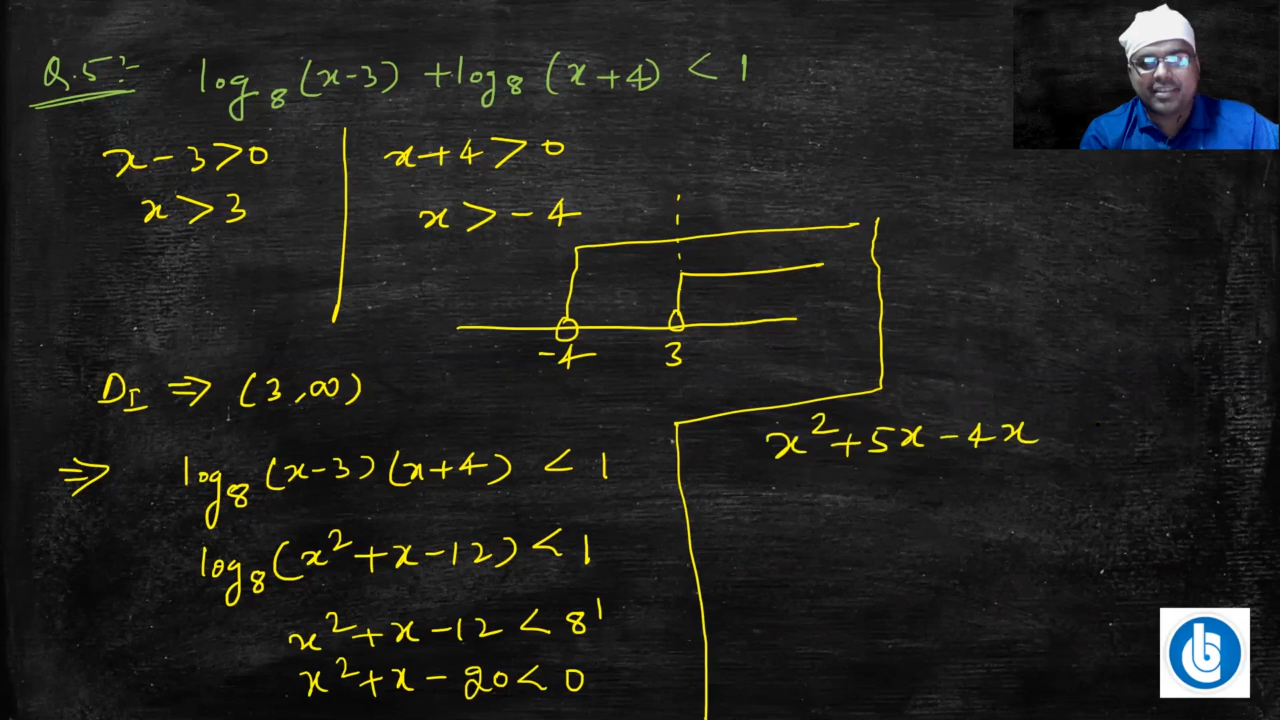 Q.5:- log₈(x-3) + log₈(x+4) < 1
x-3>0
x>3
x+4>0
x>-4
-4 3
D_I ⇒ (3,∞)
⇒ log₈(x-3)(x+4) < 1
log₈(x²+x-12) < 1
x²+x-12 < 8¹
x²+x-20 < 0
x²+5x-4x